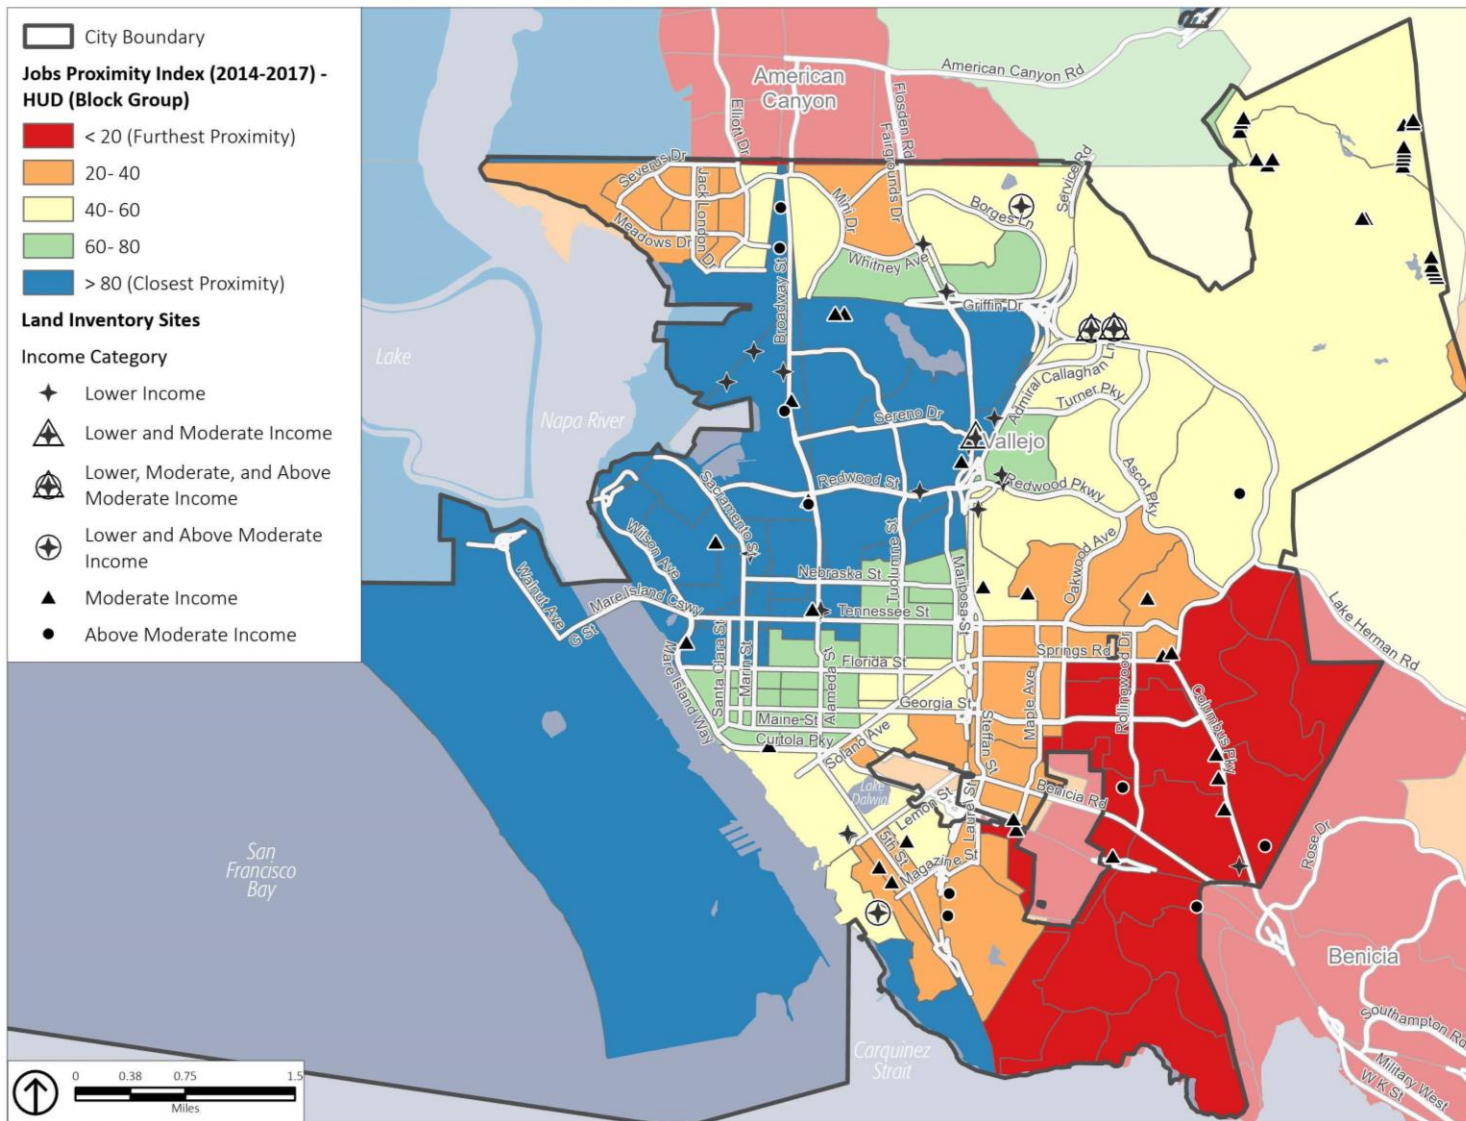 City Boundary
Jobs Proximity Index (2014-2017) -
HUD (Block Group)
< 20 (Furthest Proximity)
20- 40
40- 60
60- 80
> 80 (Closest Proximity)
Land Inventory Sites
Income Category
Lower Income
Lower and Moderate Income
Lower, Moderate, and Above
Moderate Income
Lower and Above Moderate
Income
Moderate Income
Above Moderate Income
American
Canyon
American Canyon Rd
Elliott Dr
Flosden Rd
Fairgrounds Dr
Service Rd
Severus Dr
Jack London Dr
Meadows Dr
Mini Dr
Borges Ln
Whitney Ave
Broadway St
Griffin Dr
Lake
Napa River
Admiral Callaghan Ln
Turner Pky
Sereno Dr
Vallejo
Ascot Pky
Redwood St
Redwood Pkwy
Sacramento St
Wilson Ave
Tuolumne St
Mariposa St
Oakwood Ave
Nebraska St
Walnut Ave
G St
Mare Island Cswy
Tennessee St
Lake Herman Rd
Springs Rd
Rollingwood Dr
Santa Clara St
Marin St
Florida St
Alameda St
Mare Island Way
Georgia St
Maple Ave
Steffan St
Columbus Pky
Maine St
Curtola Pky
Solano Ave
Benicia Rd
Lake
Dalwigk
Lemon St
Laurel St
5th St
Magazine St
Rose Dr
San
Francisco
Bay
Benicia
Southampton Rd
Carquinez
Strait
Military West
W K St
0 0.38 0.75 1.5
Miles